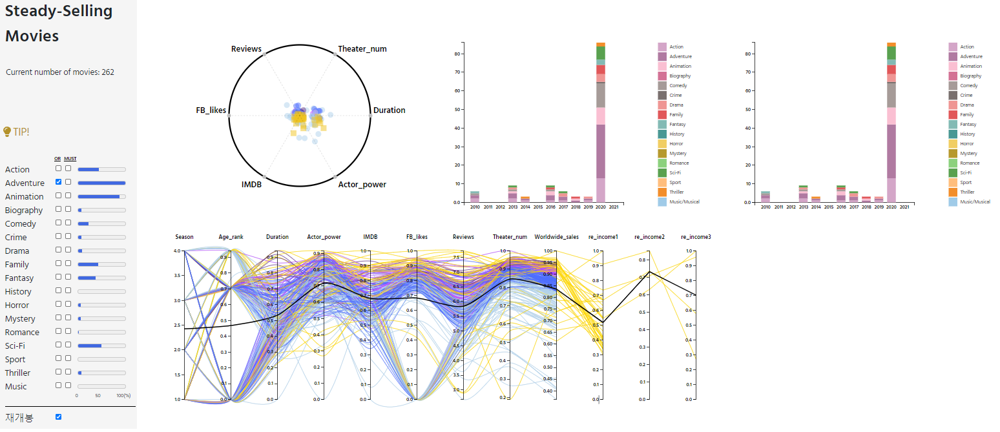 Steady-Selling
Movies
Current number of movies: 262
TIP!
OR MUST
Action
Adventure
Animation
Biography
Comedy
Crime
Drama
Family
Fantasy
History
Horror
Mystery
Romance
Sci-Fi
Sport
Thriller
Music
0 50 100(%)
재개봉
Reviews
Theater_num
FB_likes
Duration
IMDB
Actor_power
80
70
60
50
40
30
20
10
0.0
2010 2011 2012 2013 2014 2015 2016 2017 2018 2019 2020 2021
Action
Adventure
Animation
Biography
Comedy
Crime
Drama
Family
Fantasy
History
Horror
Mystery
Romance
Sci-Fi
Sport
Thriller
Music/Musical
80
70
60
50
40
30
20
10
0.0
2010 2011 2012 2013 2014 2015 2016 2017 2018 2019 2020 2021
Action
Adventure
Animation
Biography
Comedy
Crime
Drama
Family
Fantasy
History
Horror
Mystery
Romance
Sci-Fi
Sport
Thriller
Music/Musical
Season Age_rank Duration Actor_power IMDB FB_likes Reviews Theater_num Worldwide_sales re_income1 re_income2 re_income3
4.0
3.5
3.0
2.5
2.0
1.5
1.0
0.9
0.8
0.7
0.6
0.5
0.4
0.3
0.2
0.1
0.0
0.9
0.8
0.7
0.6
0.5
0.4
0.3
0.2
0.1
0.0
0.9
0.8
0.7
0.6
0.5
0.4
0.3
0.2
0.1
0.0
1.0
0.9
0.8
0.7
0.6
0.5
0.4
0.3
0.2
0.1
0.0
1.0
0.9
0.8
0.7
0.6
0.5
0.4
0.3
0.2
0.1
0.0
7.5
7.0
6.5
6.0
5.5
5.0
4.5
4.0
3.5
3.0
1.0
0.9
0.8
0.7
0.6
0.5
0.4
0.3
0.2
1.00
0.95
0.90
0.85
0.80
0.75
0.70
0.65
0.60
0.55
0.50
0.45
0.40
1.0
0.9
0.8
0.7
0.6
0.5
0.4
0.3
0.2
0.1
0.0
0.8
0.7
0.6
0.5
0.4
0.3
0.2
0.1
0.0
1.0
0.9
0.8
0.7
0.6
0.5
0.4
0.3
0.2
0.1
0.0